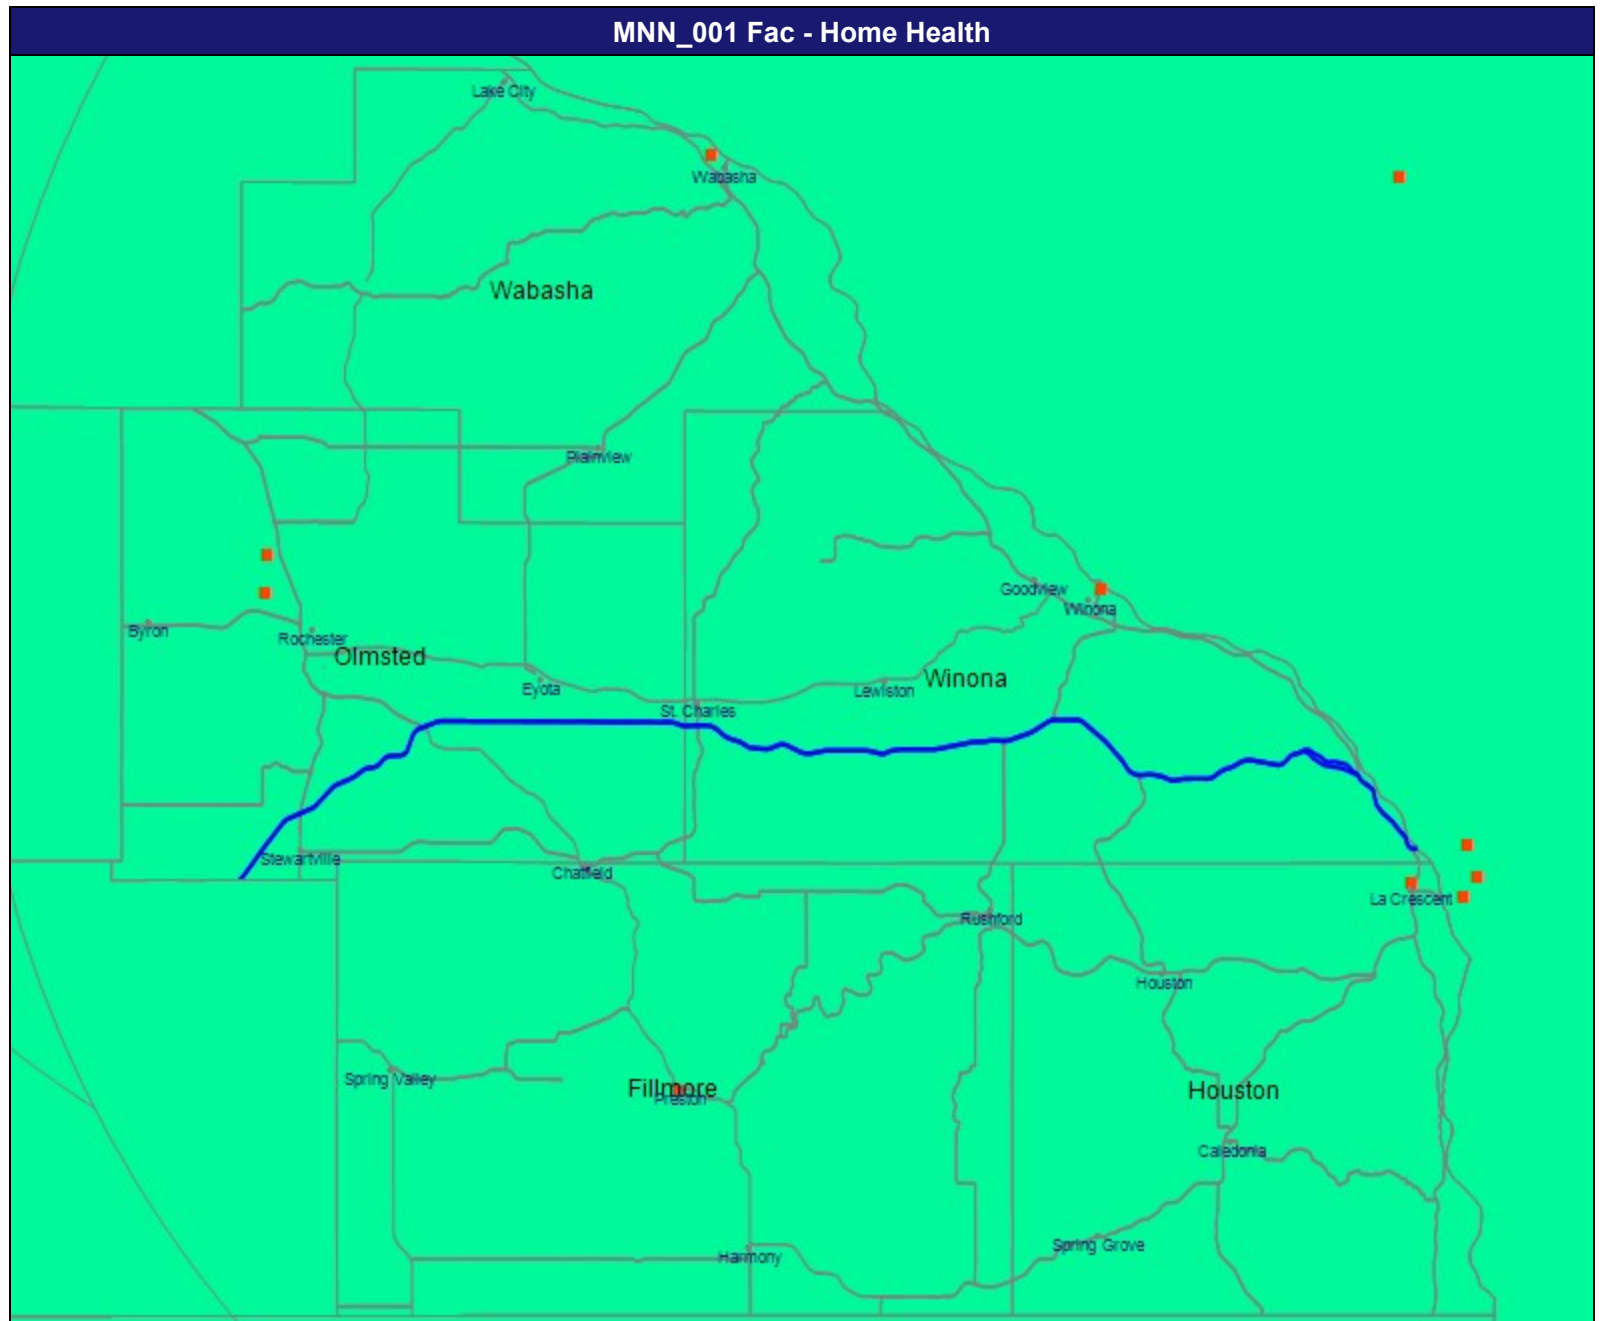 MNN_001 Fac - Home Health
Lake City
Wabasha
Wabasha
Plainview
Goodview
Winona
Byron
Rochester
Olmsted
Eyota
Lewiston
Winona
St. Charles
Stewartville
Chatfield
La Crescent
Rushford
Houston
Spring Valley
Fillmore
Preston
Houston
Caledonia
Harmony
Spring Grove